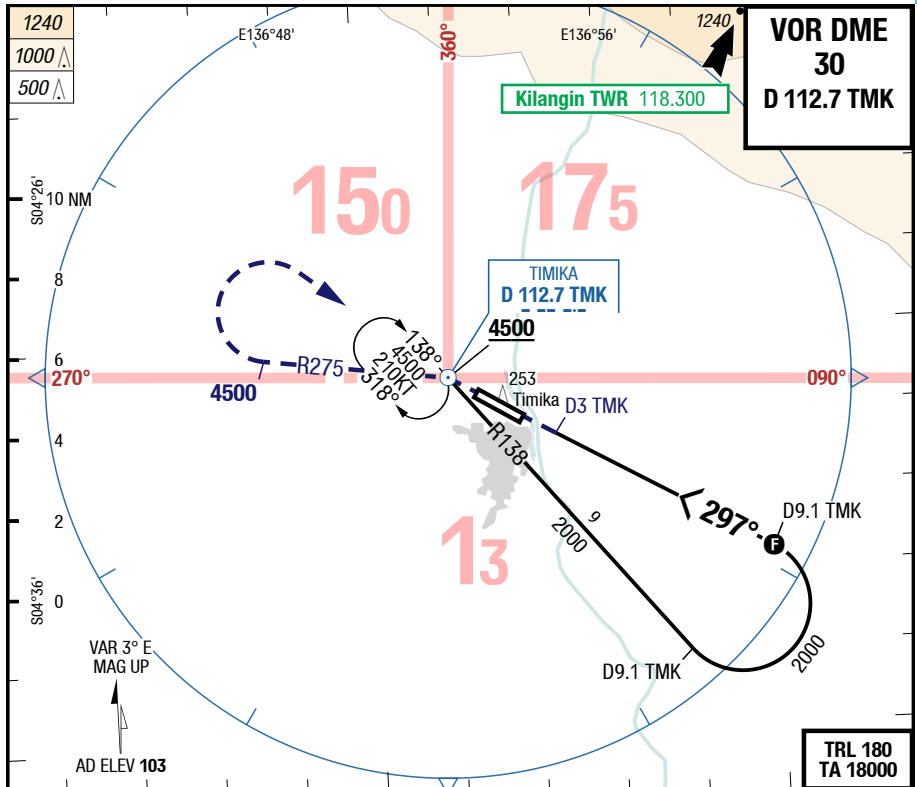 1240
1000
500
E136°48'
360°
E136°56'
1240
VOR DME
30
D 112.7 TMK
Kilangin TWR 118.300
S04°26'
10 NM
150
175
TIMIKA
D 112.7 TMK
4500
8
6
4
2
0
270°
090°
R275
4500
138°
4500
210KT
318°
253
Timika
D3 TMK
R138
297°
D9.1 TMK
F
9
2000
13
S04°36'
D9.1 TMK
2000
VAR 3° E
MAG UP
AD ELEV 103
TRL 180
TA 18000